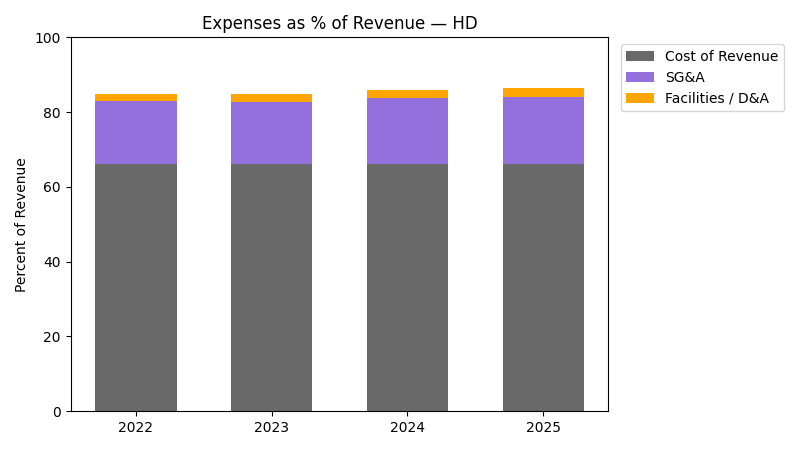 Expenses as % of Revenue — HD
Percent of Revenue
100
80
60
40
20
0
2022 2023 2024 2025
Cost of Revenue
SG&A
Facilities / D&A